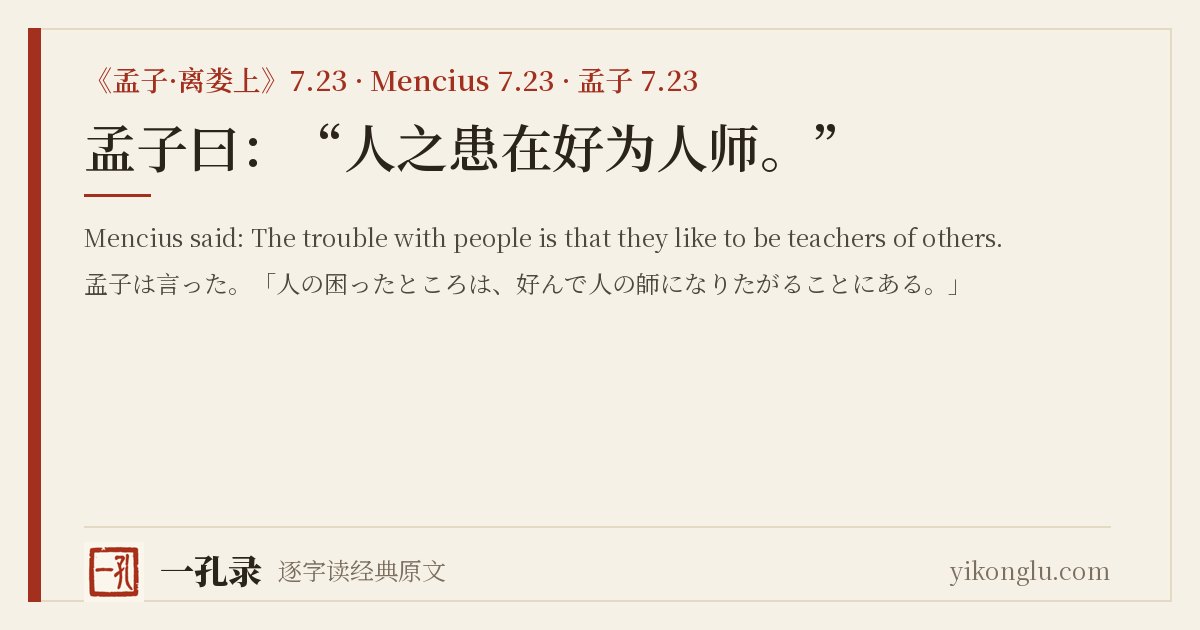 《孟子·离娄上》7.23 · Mencius 7.23 · 孟子 7.23
孟子曰：“人之患在好为人师。”
Mencius said: The trouble with people is that they like to be teachers of others.
孟子は言った。「人の困ったところは、好んで人の師になりたがることにある。」
一孔 一孔录 逐字读经典原文 yikonglu.com